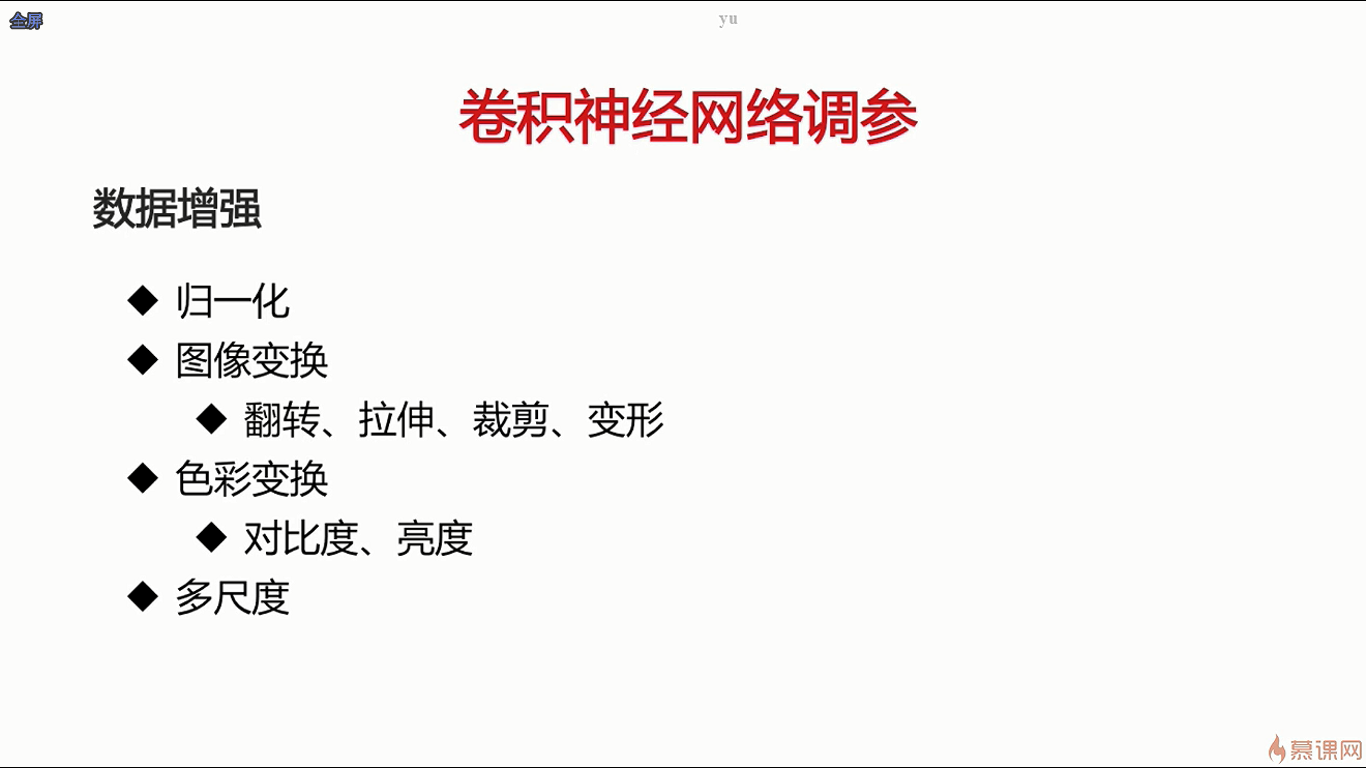 全屏
yu
卷积神经网络调参
数据增强
◆ 归一化
◆ 图像变换
◆ 翻转、拉伸、裁剪、变形
◆ 色彩变换
◆ 对比度、亮度
◆ 多尺度
慕课网